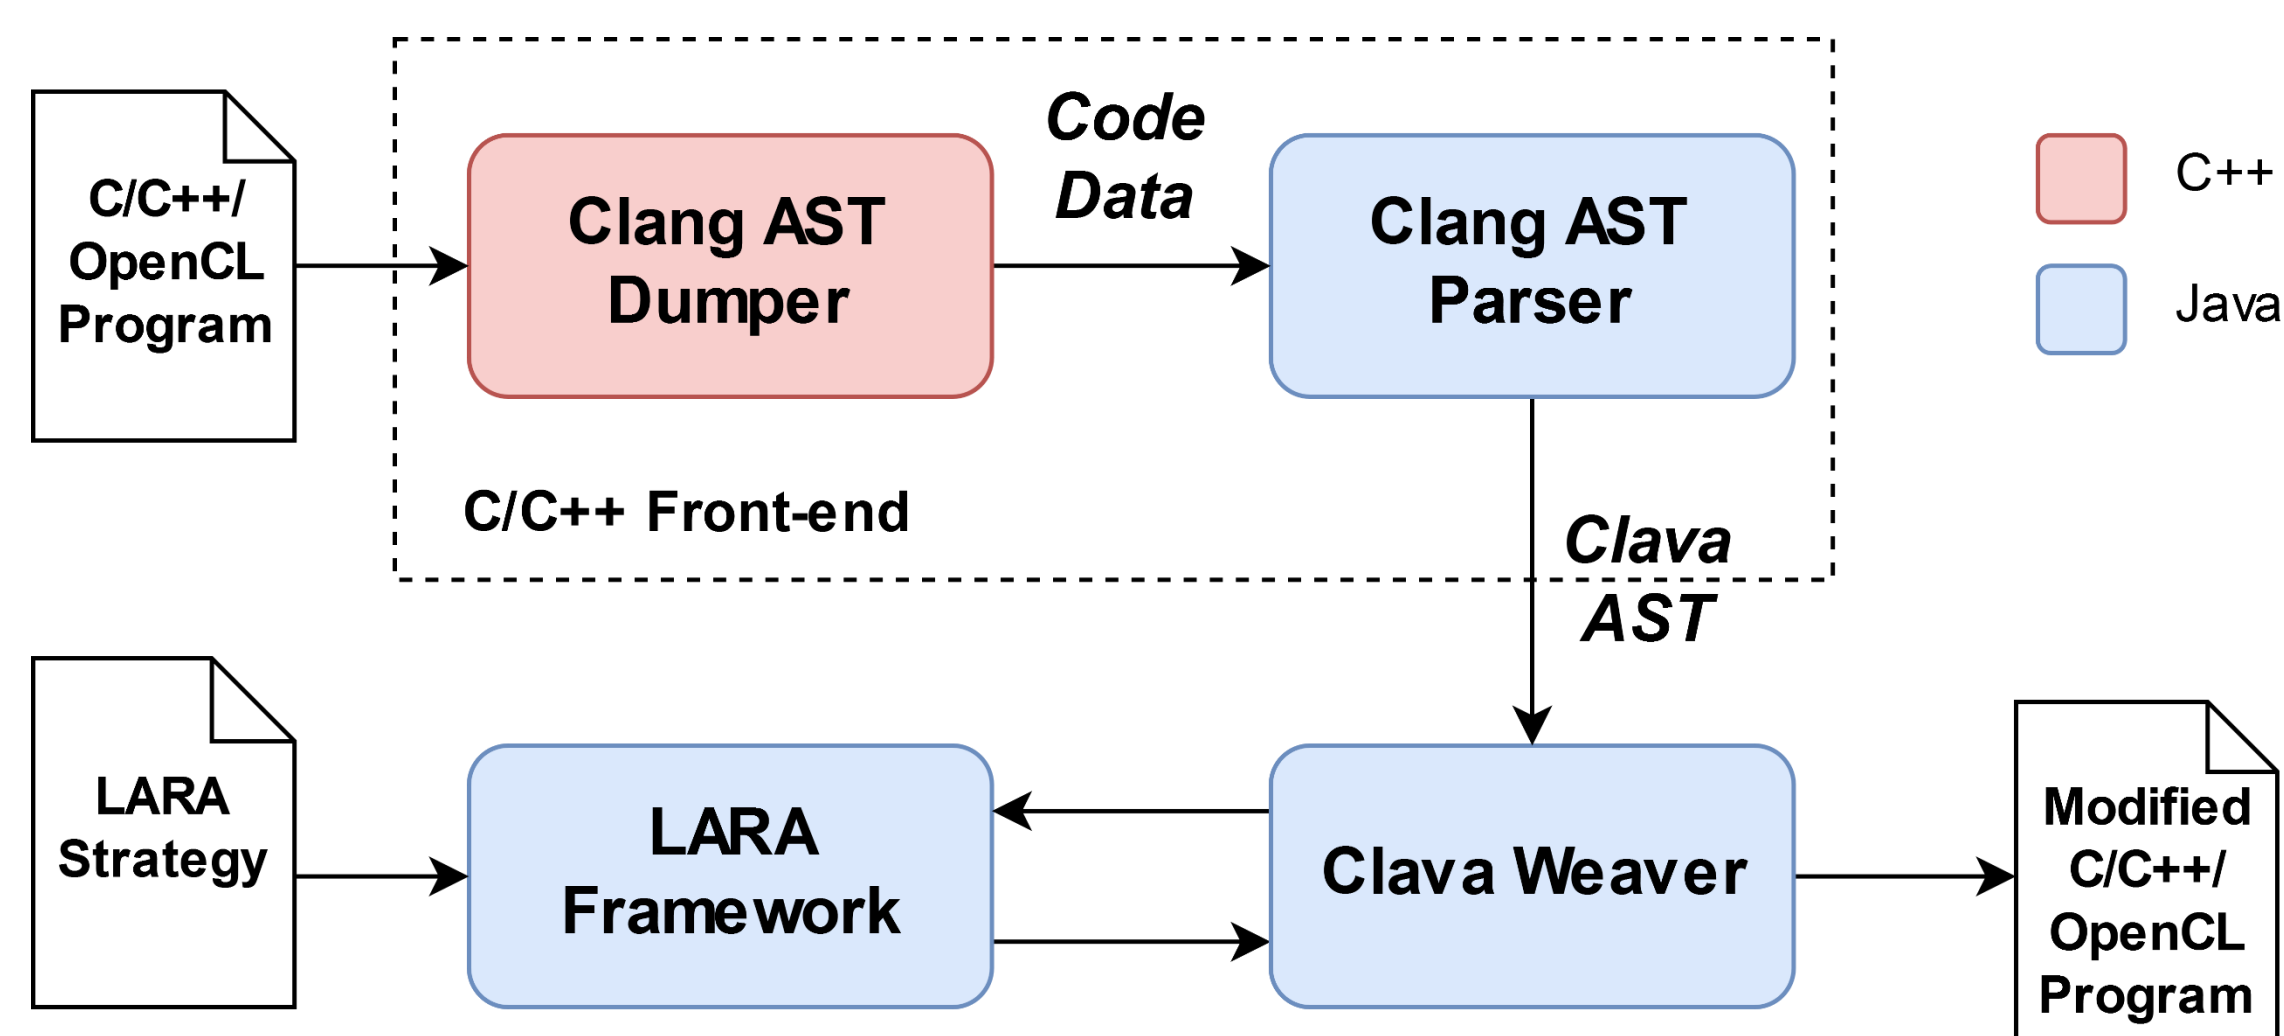 C/C++/
OpenCL
Program
Clang AST
Dumper
Code
Data
Clang AST
Parser
C++
Java
C/C++ Front-end
Clava
AST
LARA
Strategy
LARA
Framework
Clava Weaver
Modified
C/C++/
OpenCL
Program